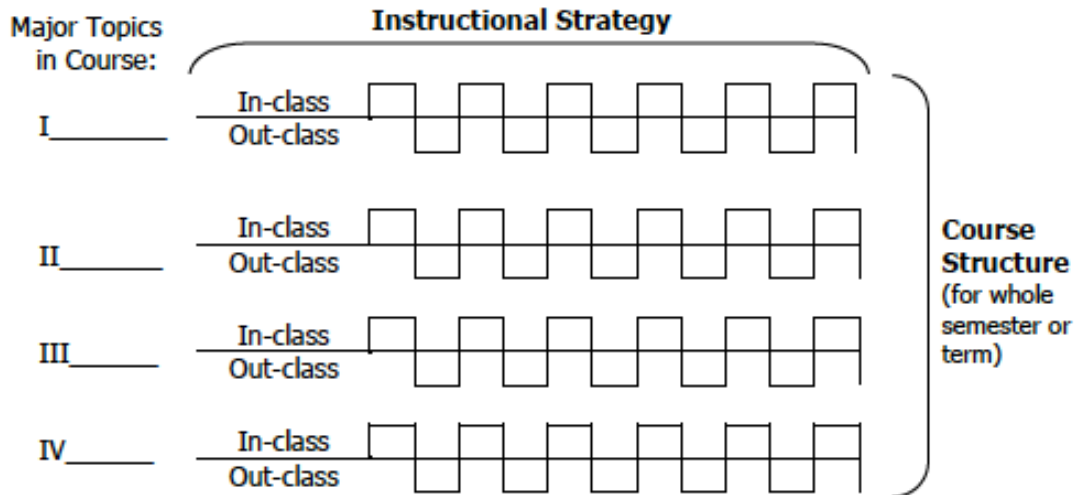 Major Topics
in Course:
Instructional Strategy
I________
In-class
Out-class
II_______
In-class
Out-class
III______
In-class
Out-class
IV______
In-class
Out-class
Course
Structure
(for whole
semester or
term)